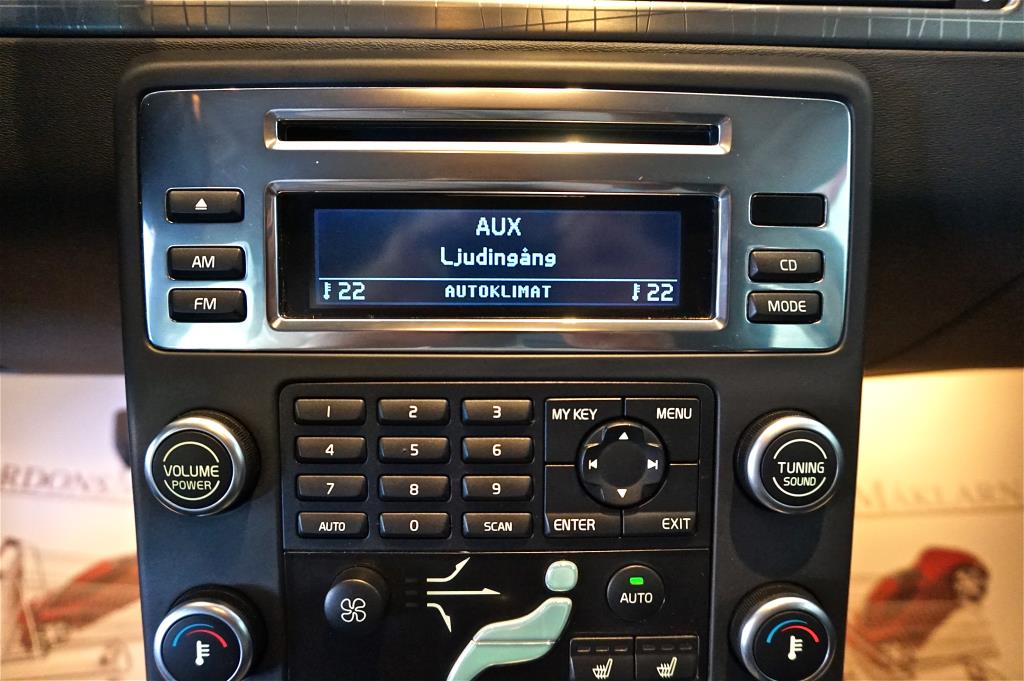 AUX
Ljudingång
22 AUTOKLIMAT 22
AM
FM
CD
MODE
1 2 3
4 5 6
7 8 9
AUTO 0 SCAN
MY KEY MENU
ENTER EXIT
VOLUME
POWER
TUNING
SOUND
AUTO